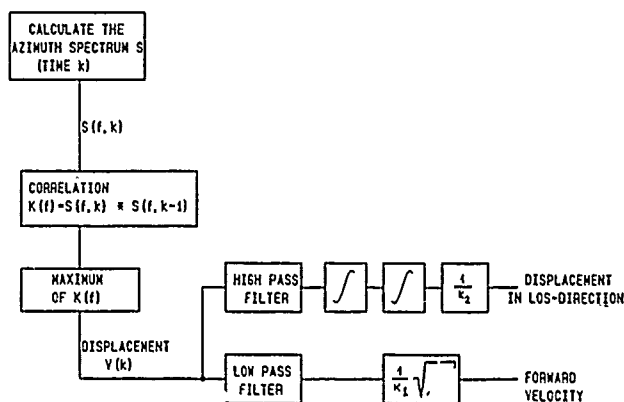 CALCULATE THE
AZIMUTH SPECTRUM S
(TIME k)
S(f,k)
CORRELATION
K(f)=S(f,k) * S(f,k-1)
MAXIMUM
OF K(f)
DISPLACEMENT
V(k)
HIGH PASS
FILTER
∫
∫
1/K₂
DISPLACEMENT
IN LOS-DIRECTION
LOW PASS
FILTER
1/K₁ √
FORWARD
VELOCITY